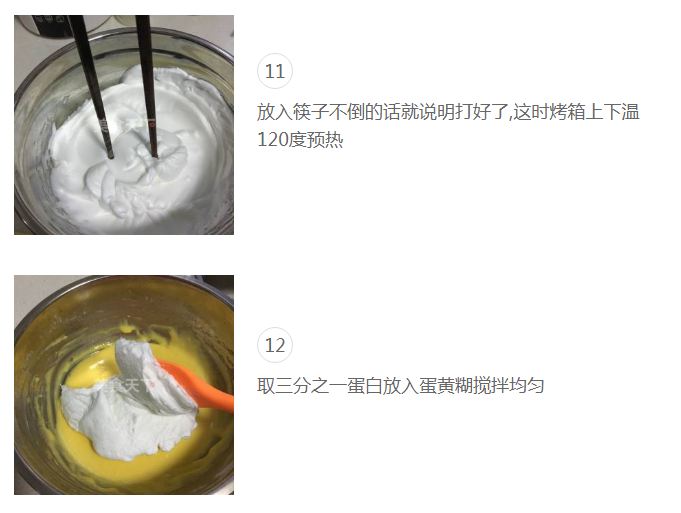 11
放入筷子不倒的话就说明打好了,这时烤箱上下温
120度预热
12
取三分之一蛋白放入蛋黄糊搅拌均匀